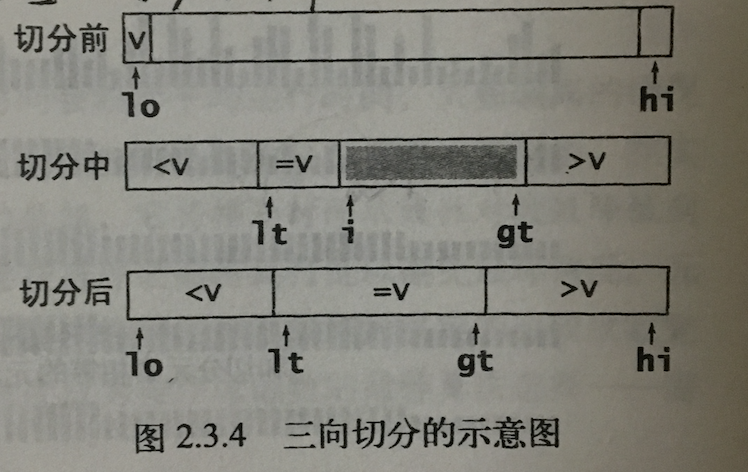 切分前 v
lo hi
切分中 <v =v >v
lt i gt
切分后 <v =v >v
lo lt gt hi
图 2.3.4 三向切分的示意图